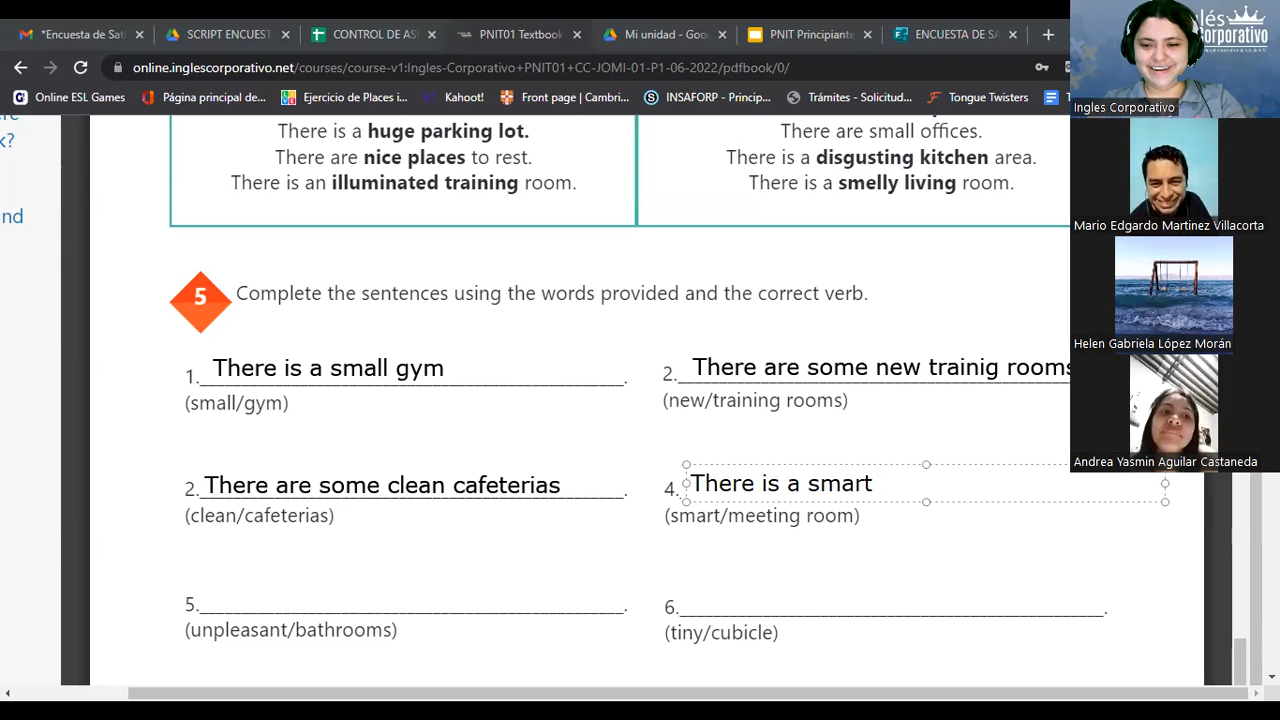 *Encuesta de Sati
SCRIPT ENCUEST
CONTROL DE ASI
PNIT01 Textbook
Mi unidad - Goo
PNIT Principiante
ENCUESTA DE SA
online.inglescorporativo.net/courses/course-v1:Ingles-Corporativo+PNIT01+CC-JOMI-01-P1-06-2022/pdfbook/0/
Online ESL Games
Página principal de...
Ejercicio de Places i...
Kahoot!
Front page | Cambri...
INSAFORP - Princip...
Trámites - Solicitud...
Tongue Twisters
k?
nd
There is a huge parking lot.
There are nice places to rest.
There is an illuminated training room.
There are small offices.
There is a disgusting kitchen area.
There is a smelly living room.
5 Complete the sentences using the words provided and the correct verb.
1. There is a small gym.
(small/gym)
2. There are some new trainig rooms
(new/training rooms)
2. There are some clean cafeterias.
(clean/cafeterias)
4. There is a smart
(smart/meeting room)
5.____________________.
(unpleasant/bathrooms)
6.____________________.
(tiny/cubicle)
lés
orporativo
Ingles Corporativo
Mario Edgardo Martinez Villacorta
Helen Gabriela López Morán
Andrea Yasmin Aguilar Castaneda